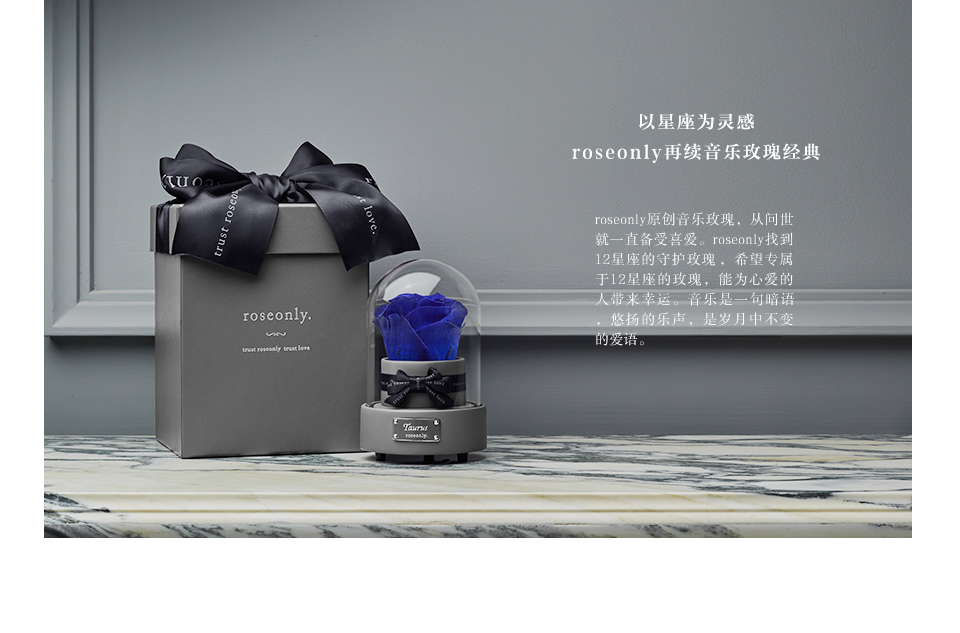 以星座为灵感
roseonly再续音乐玫瑰经典
roseonly原创音乐玫瑰，从问世
就一直备受喜爱。roseonly找到
12星座的守护玫瑰，希望专属
于12星座的玫瑰，能为心爱的
人带来幸运。音乐是一句暗语
，悠扬的乐声，是岁月中不变
的爱语。
trust roseonly
t love.
roseonly.
trust roseonly trust love
Taurus
roseonly.